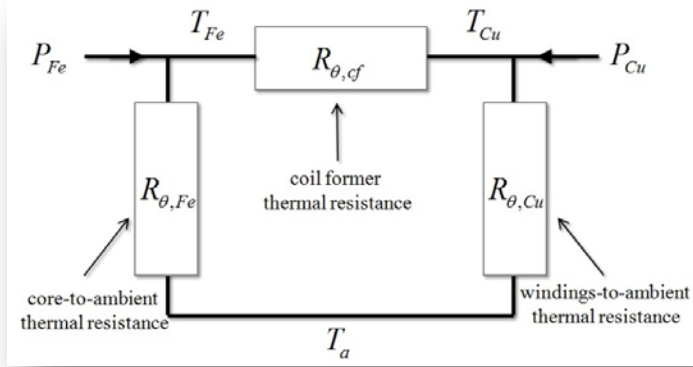 T_Fe
T_Cu
P_Fe
R_θ,cf
P_Cu
coil former
thermal resistance
R_θ,Fe
R_θ,Cu
core-to-ambient
thermal resistance
windings-to-ambient
thermal resistance
T_a